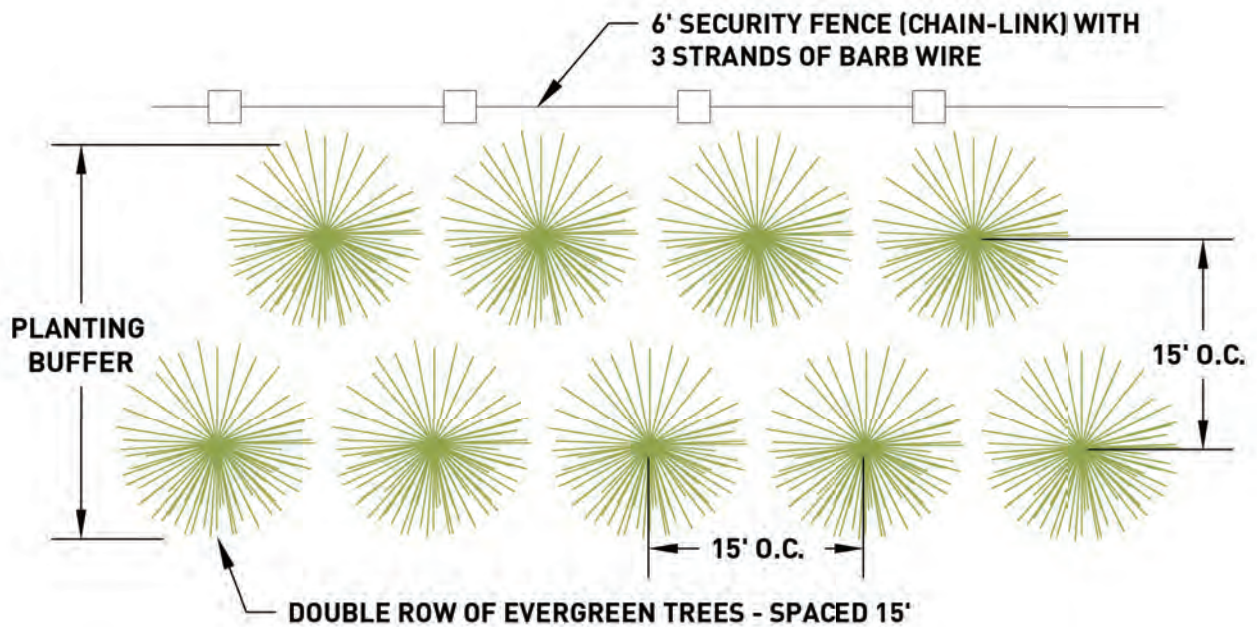 6' SECURITY FENCE (CHAIN-LINK) WITH
3 STRANDS OF BARB WIRE
PLANTING
BUFFER
15' O.C.
15' O.C.
DOUBLE ROW OF EVERGREEN TREES - SPACED 15'